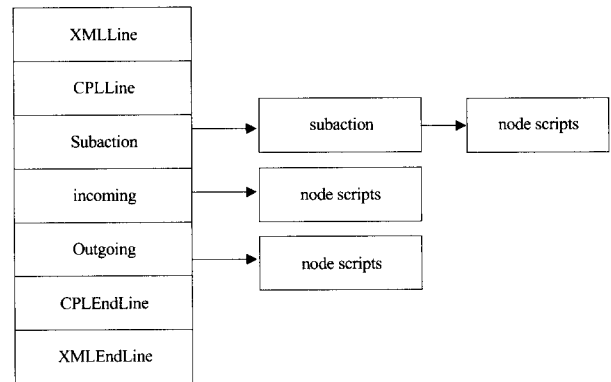 XMLLine
CPLLine
Subaction
incoming
Outgoing
CPLEndLine
XMLEndLine
subaction
node scripts
node scripts
node scripts